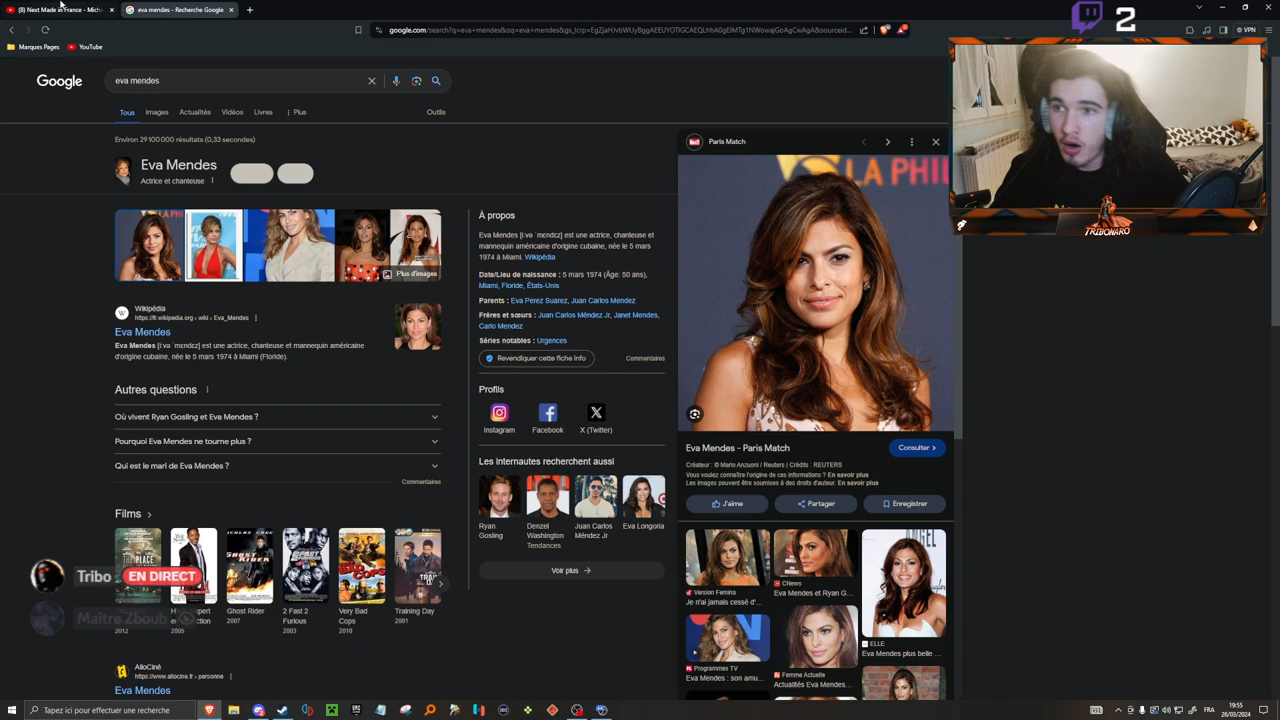 (8) Next Made in France - Mich
eva mendes - Recherche Google
google.com/search?q=eva+mendes&oq=eva+mendes&gs_lcrp=
VPN
2
Marques Pages
YouTube
Google
eva mendes
Tous
Images
Actualités
Vidéos
Livres
Plus
Outils
Environ 29 100 000 résultats (0,33 secondes)
Eva Mendes
Actrice et chanteuse
Plus d'images
Wikipédia
https://fr.wikipedia.org › wiki › Eva_Mendes
Eva Mendes
Eva Mendes [i:və ˈmɛndɛz] est une actrice, chanteuse et mannequin américaine
d'origine cubaine, née le 5 mars 1974 à Miami (Floride).
Autres questions
Où vivent Ryan Gosling et Eva Mendes ?
Pourquoi Eva Mendes ne tourne plus ?
Qui est le mari de Eva Mendes ?
Commentaires
Films
2012
2005
Ghost Rider
2007
2 Fast 2
Furious
2003
Very Bad
Cops
2010
Training Day
2001
Tribo
EN DIRECT
Maître Zboub
AlloCiné
https://www.allocine.fr › personne
Eva Mendes
À propos
Eva Mendes [i:və ˈmɛndɛz] est une actrice, chanteuse et
mannequin américaine d'origine cubaine, née le 5 mars
1974 à Miami. Wikipédia
Date/Lieu de naissance : 5 mars 1974 (Âge: 50 ans),
Miami, Floride, États-Unis
Parents : Eva Perez Suarez, Juan Carlos Mendez
Frères et sœurs : Juan Carlos Méndez Jr, Janet Mendes,
Carlo Mendez
Séries notables : Urgences
Revendiquer cette fiche info
Commentaires
Profils
Instagram
Facebook
X (Twitter)
Les internautes recherchent aussi
Ryan
Gosling
Denzel
Washington
Tendances
Juan Carlos
Méndez Jr
Eva Longoria
Voir plus
Paris Match
LA PHIL
Eva Mendes - Paris Match
Consulter
Créateur : © Mario Anzuoni / Reuters | Crédits : REUTERS
Vous voulez connaître l'origine de ces informations ? En savoir plus
Les images peuvent être soumises à des droits d'auteur. En savoir plus
J'aime
Partager
Enregistrer
Version Femina
Je n'ai jamais cessé d'...
CNews
Eva Mendes et Ryan G...
ELLE
Eva Mendes plus belle ...
Programmes TV
Eva Mendes : son amu...
Femme Actuelle
Actualités Eva Mendes...
TRIBONARO
Tapez ici pour effectuer une recherche
FRA
19:55
26/03/2024